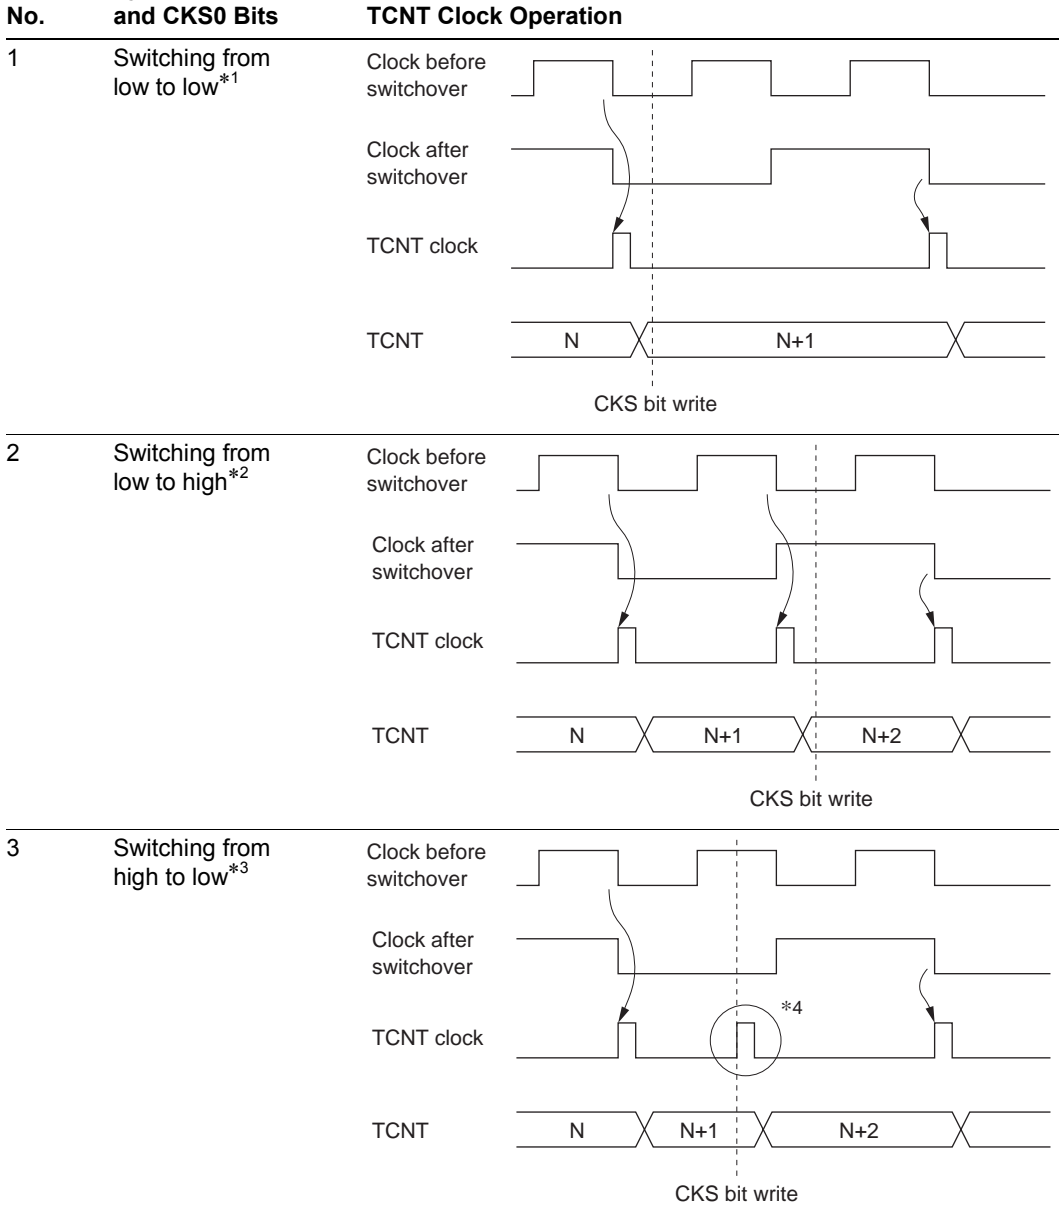 No. and CKS0 Bits TCNT Clock Operation
1 Switching from
low to low*1
Clock before
switchover
Clock after
switchover
TCNT clock
TCNT N N+1
CKS bit write
2 Switching from
low to high*2
Clock before
switchover
Clock after
switchover
TCNT clock
TCNT N N+1 N+2
CKS bit write
3 Switching from
high to low*3
Clock before
switchover
Clock after
switchover
*4
TCNT clock
TCNT N N+1 N+2
CKS bit write